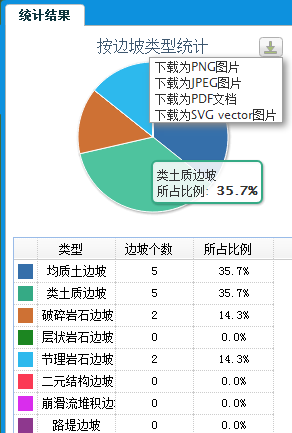 统计结果
按边坡类型统计
下载为PNG图片
下载为JPEG图片
下载为PDF文档
下载为SVG vector图片
类土质边坡
所占比例: 35.7%
类型 边坡个数 所占比例
均质土边坡 5 35.7%
类土质边坡 5 35.7%
破碎岩石边坡 2 14.3%
层状岩石边坡 0 0.0%
节理岩石边坡 2 14.3%
二元结构边坡 0 0.0%
崩滑流堆积边 0 0.0%
路堤边坡 0 0.0%